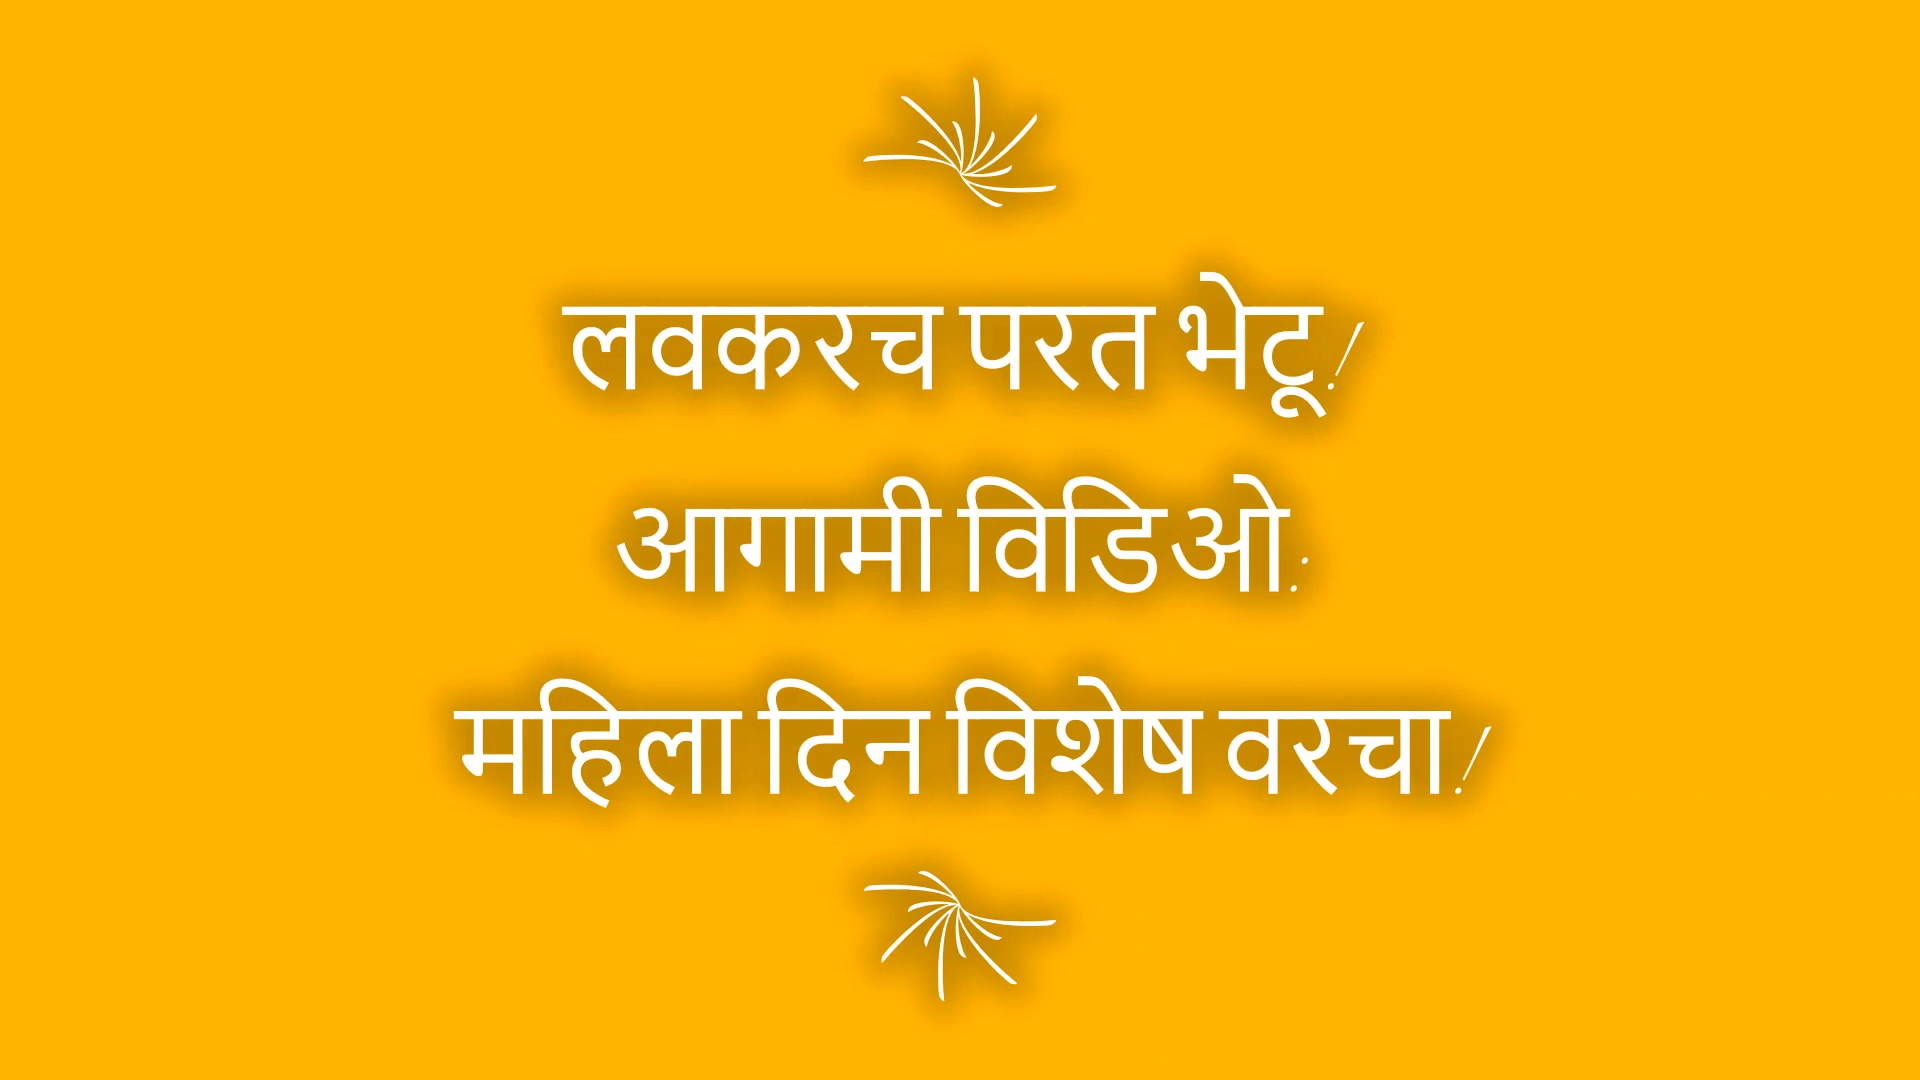 लवकरच परत भेटू!
आगामी विडिओ:
महिला दिन विशेष वरचा!